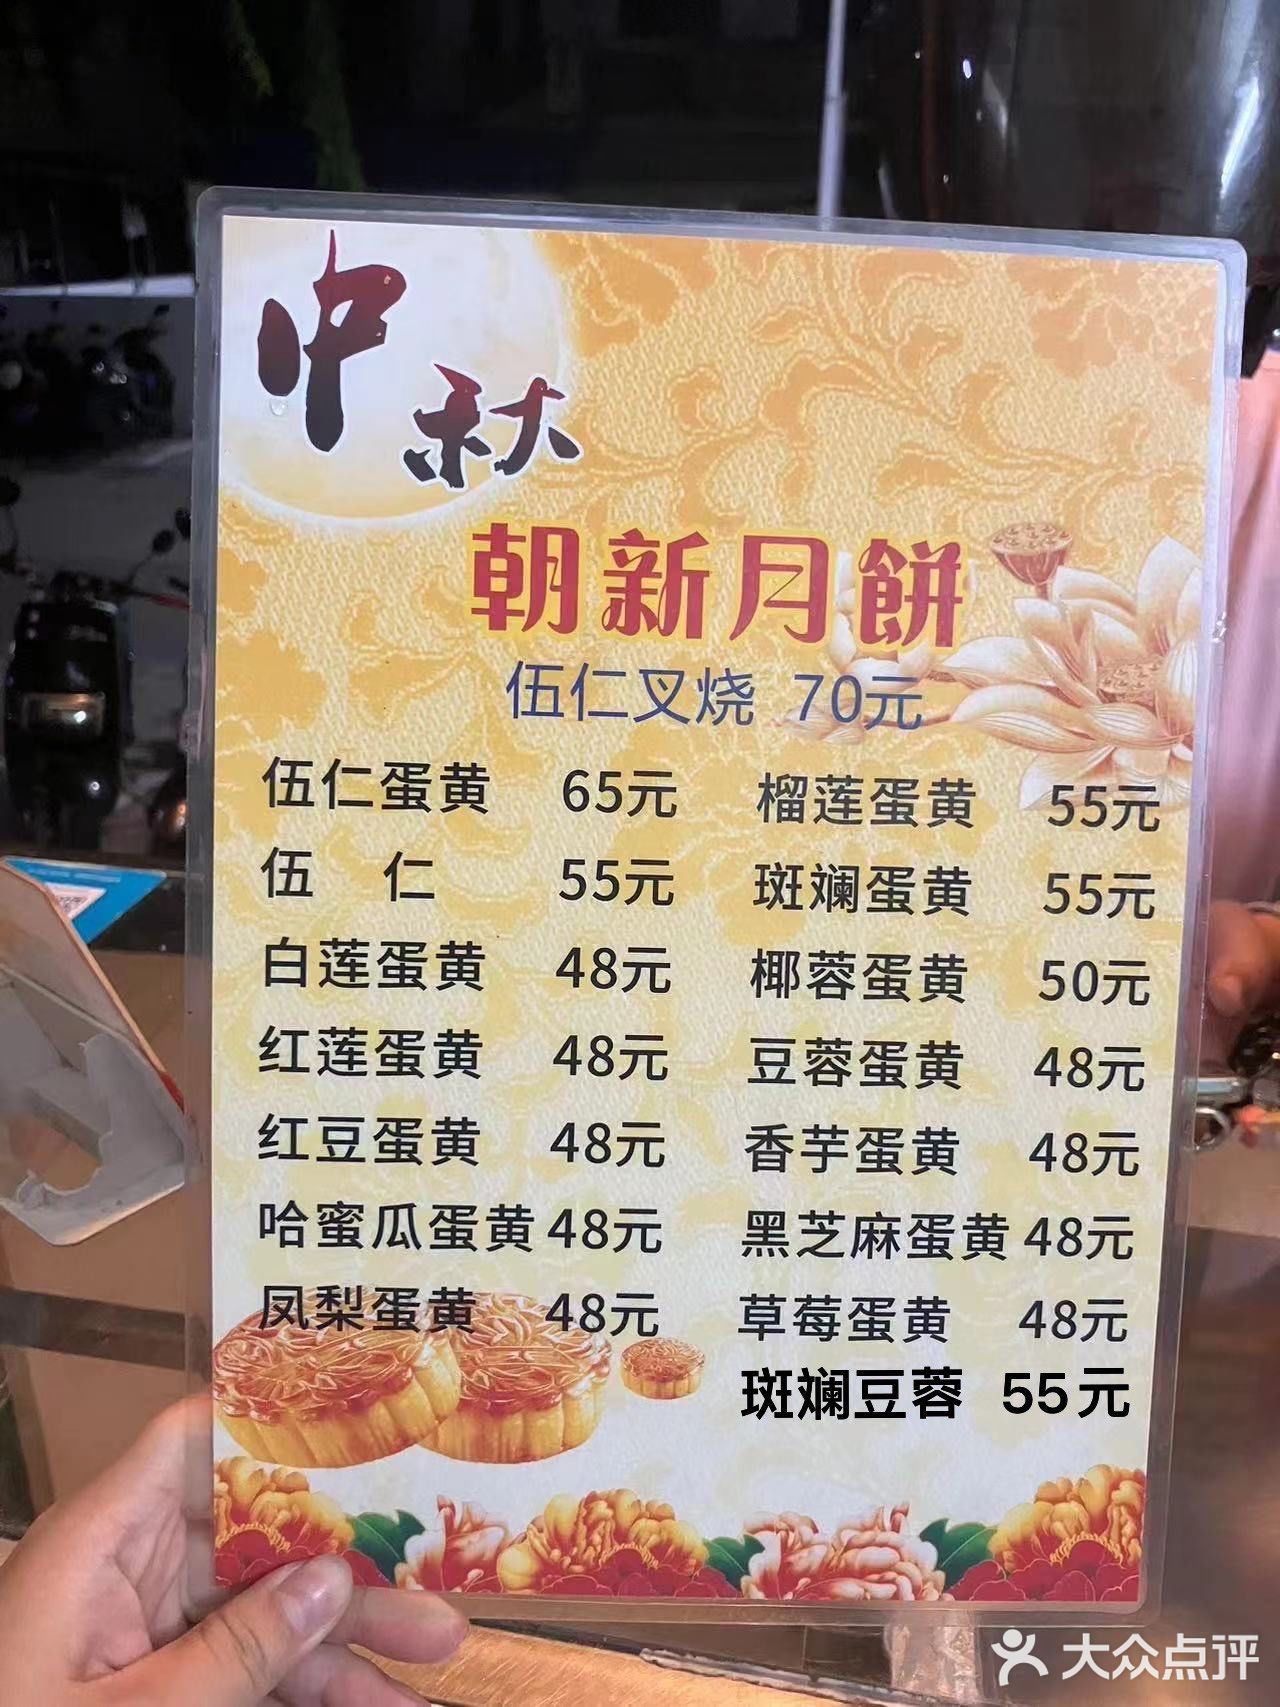 中秋
朝新月餅
伍仁叉烧 70元
伍仁蛋黄 65元 榴莲蛋黄 55元
伍 仁 55元 斑斓蛋黄 55元
白莲蛋黄 48元 椰蓉蛋黄 50元
红莲蛋黄 48元 豆蓉蛋黄 48元
红豆蛋黄 48元 香芋蛋黄 48元
哈蜜瓜蛋黄 48元 黑芝麻蛋黄 48元
凤梨蛋黄 48元 草莓蛋黄 48元
斑斓豆蓉 55元
大众点评